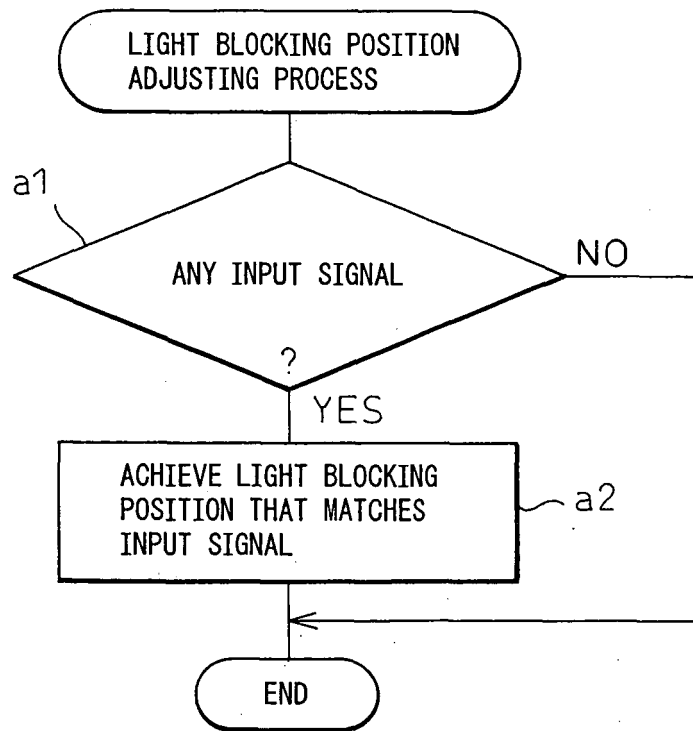 LIGHT BLOCKING POSITION
ADJUSTING PROCESS
a1
ANY INPUT SIGNAL
?
NO
YES
ACHIEVE LIGHT BLOCKING
POSITION THAT MATCHES
INPUT SIGNAL
a2
END